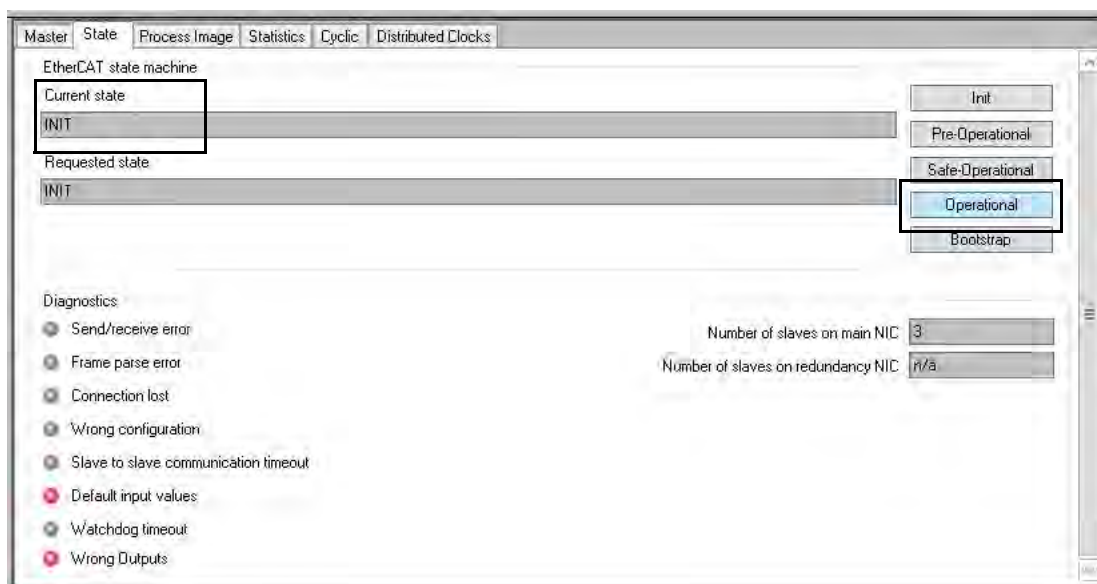 Master State Process Image Statistics Cyclic Distributed Clocks
EtherCAT state machine
Current state
INIT
Requested state
INIT
Init
Pre-Operational
Safe-Operational
Operational
Bootstrap
Diagnostics
Send/receive error
Frame parse error
Connection lost
Wrong configuration
Slave to slave communication timeout
Default input values
Watchdog timeout
Wrong Outputs
Number of slaves on main NIC 3
Number of slaves on redundancy NIC n/a